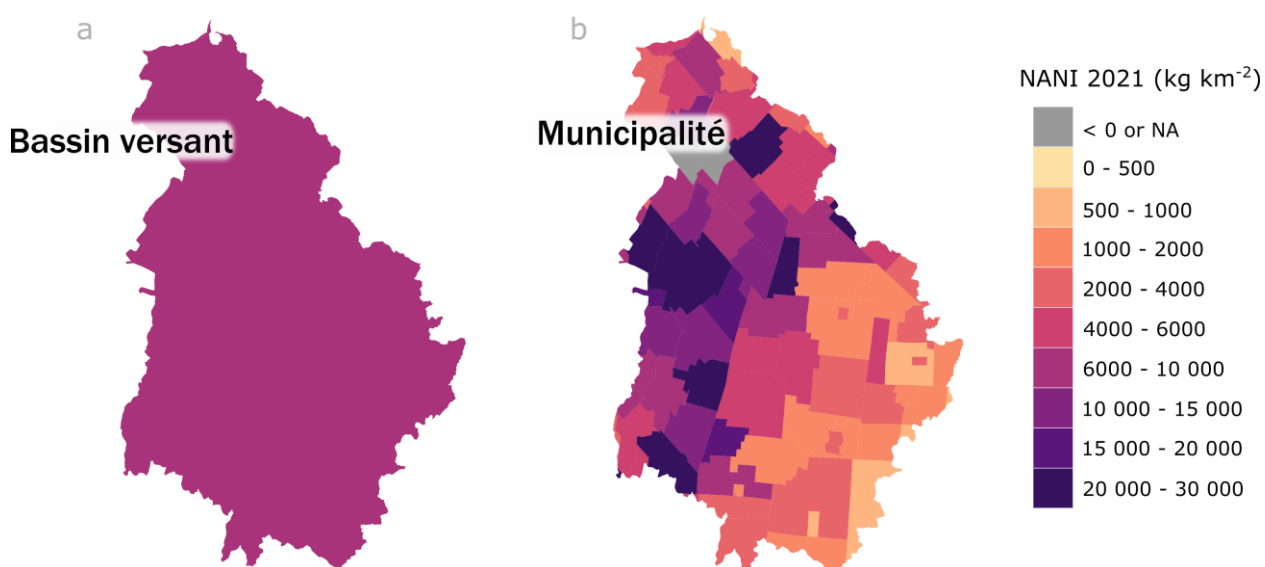 a
b
Bassin versant
Municipalité
NANI 2021 (kg km⁻²)
< 0 or NA
0 - 500
500 - 1000
1000 - 2000
2000 - 4000
4000 - 6000
6000 - 10 000
10 000 - 15 000
15 000 - 20 000
20 000 - 30 000